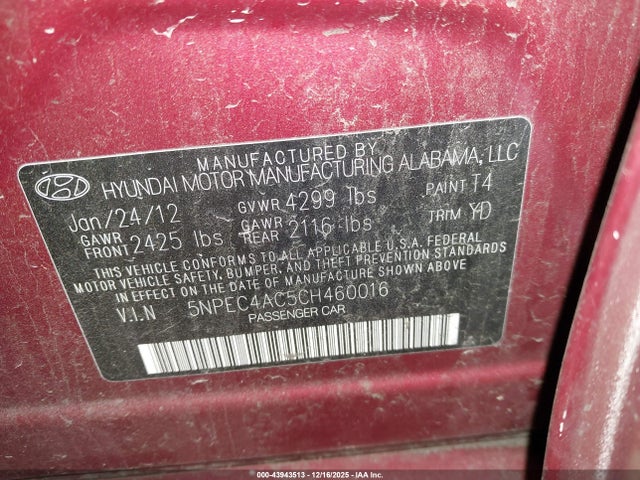 MANUFACTURED BY
HYUNDAI MOTOR MANUFACTURING ALABAMA, LLC
Jan/24/12 GVWR 4299 lbs PAINT T4
GAWR FRONT 2425 lbs GAWR REAR 2116 lbs TRIM YD
THIS VEHICLE CONFORMS TO ALL APPLICABLE U.S.A. FEDERAL
MOTOR VEHICLE SAFETY, BUMPER, AND THEFT PREVENTION STANDARDS
IN EFFECT ON THE DATE OF MANUFACTURE SHOWN ABOVE.
V.I.N 5NPEC4AC5CH460016
PASSENGER CAR
000-43943513 - 12/16/2025 - © IAA, Inc.